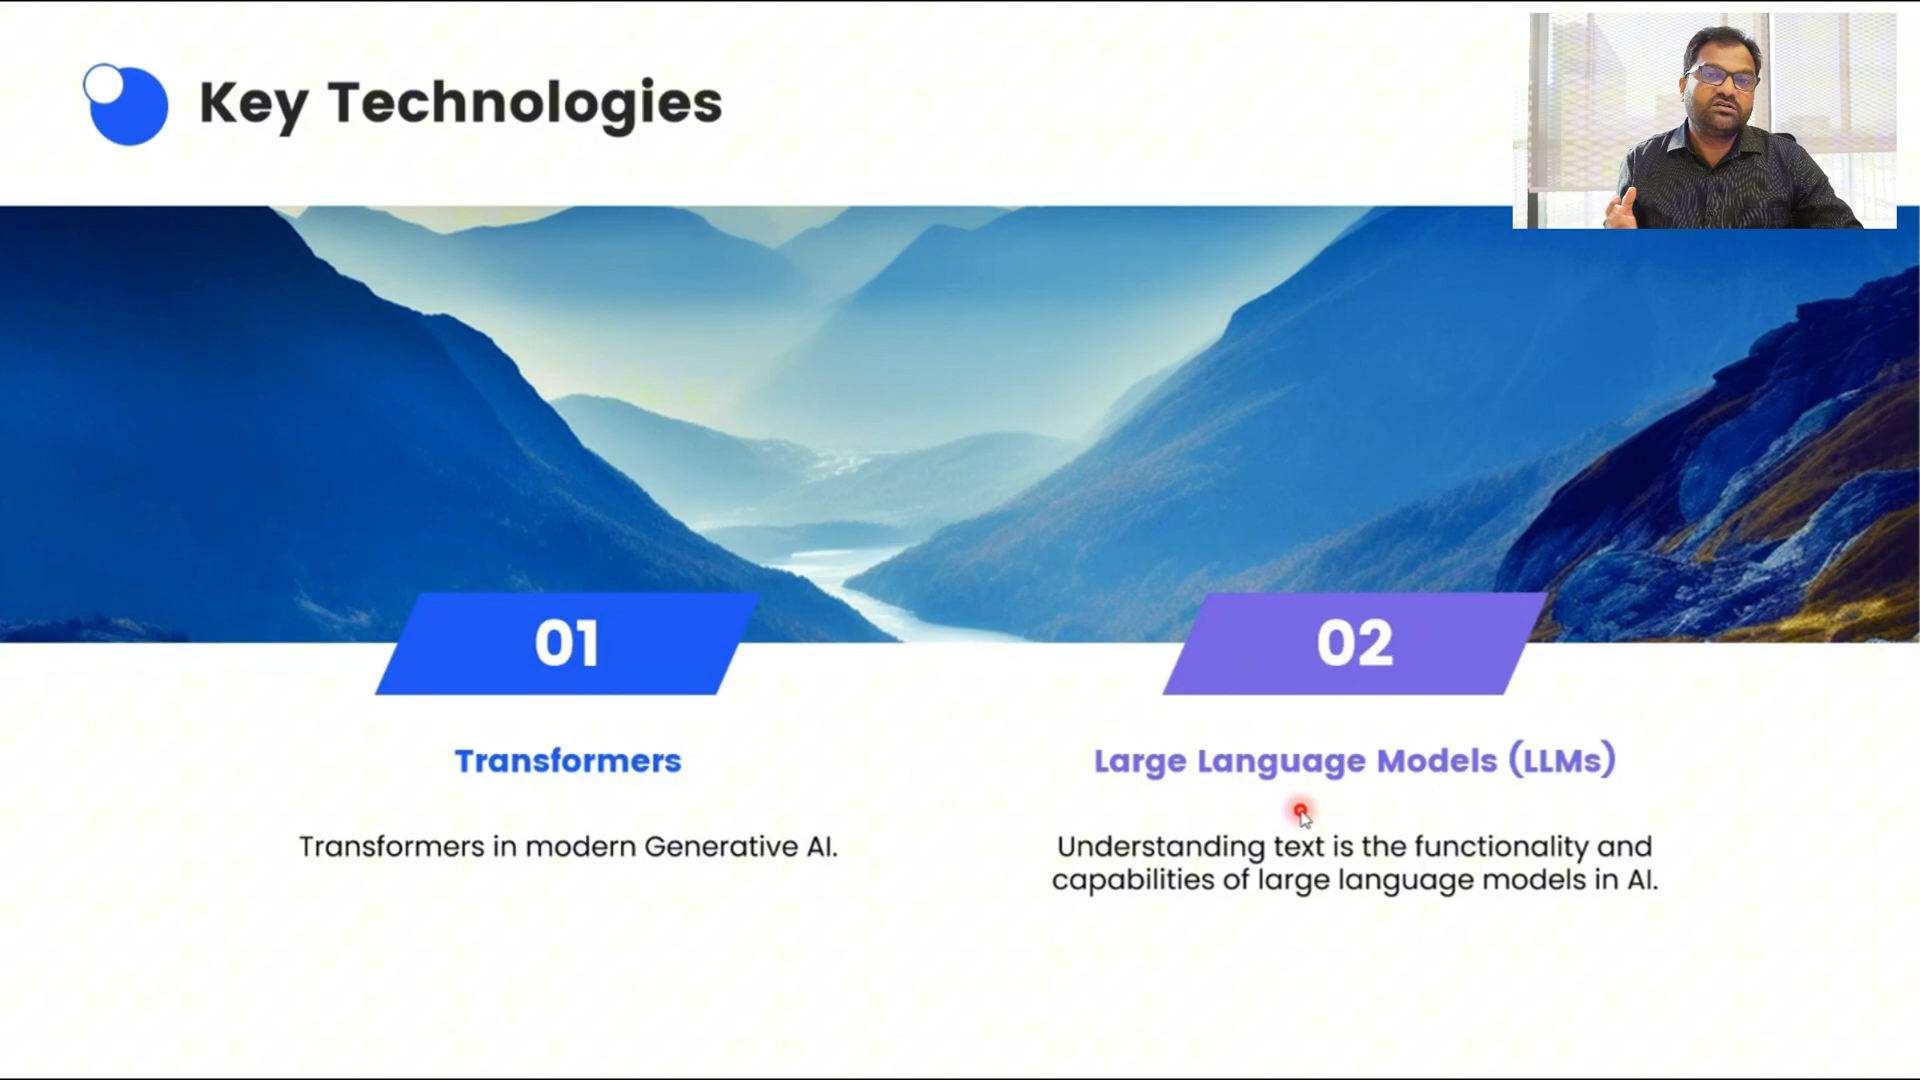 Key Technologies
01
Transformers
Transformers in modern Generative AI.
02
Large Language Models (LLMs)
Understanding text is the functionality and
capabilities of large language models in AI.